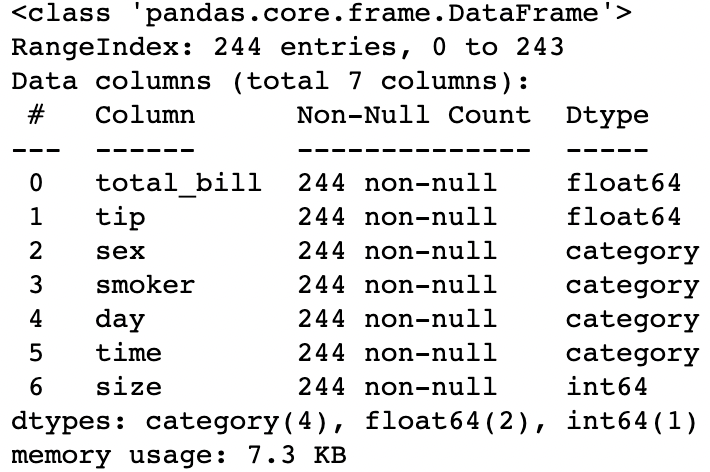 <class 'pandas.core.frame.DataFrame'>
RangeIndex: 244 entries, 0 to 243
Data columns (total 7 columns):
 #   Column      Non-Null Count  Dtype
---  ------      --------------  -----
 0   total_bill  244 non-null    float64
 1   tip         244 non-null    float64
 2   sex         244 non-null    category
 3   smoker      244 non-null    category
 4   day         244 non-null    category
 5   time        244 non-null    category
 6   size        244 non-null    int64
dtypes: category(4), float64(2), int64(1)
memory usage: 7.3 KB